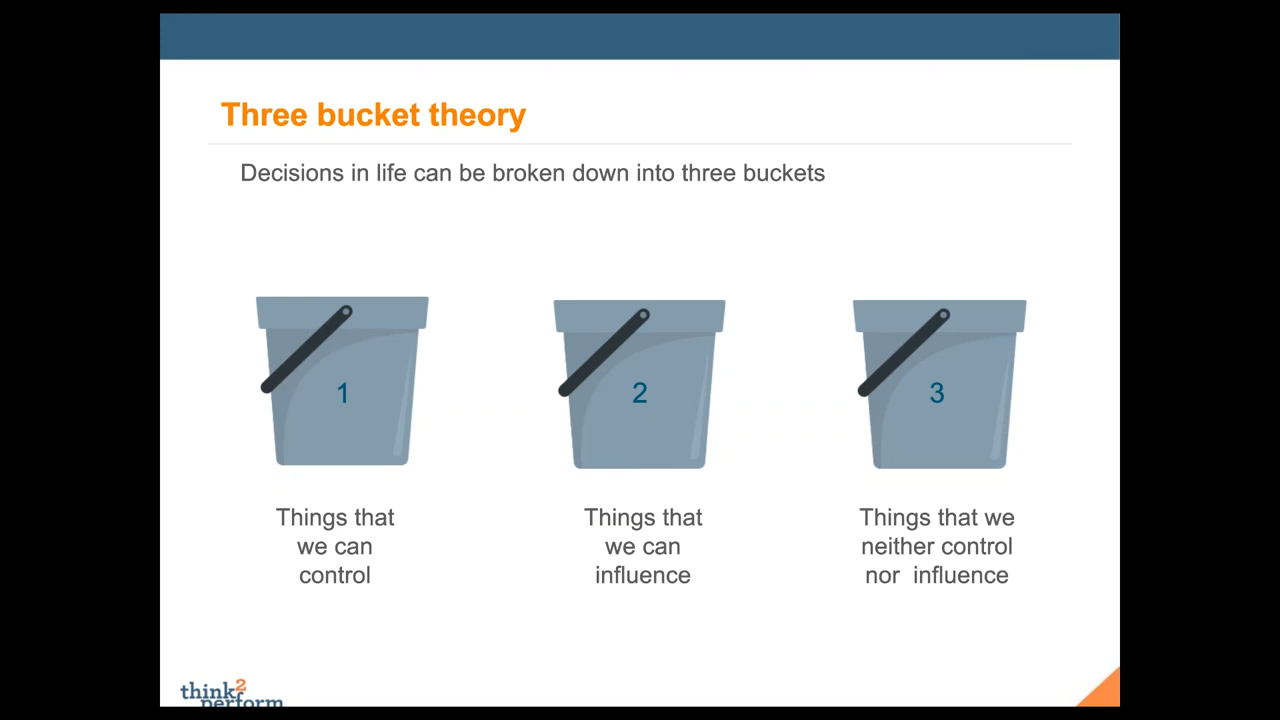 Three bucket theory
Decisions in life can be broken down into three buckets
1
2
3
Things that
we can
control
Things that
we can
influence
Things that we
neither control
nor influence
think2
perform